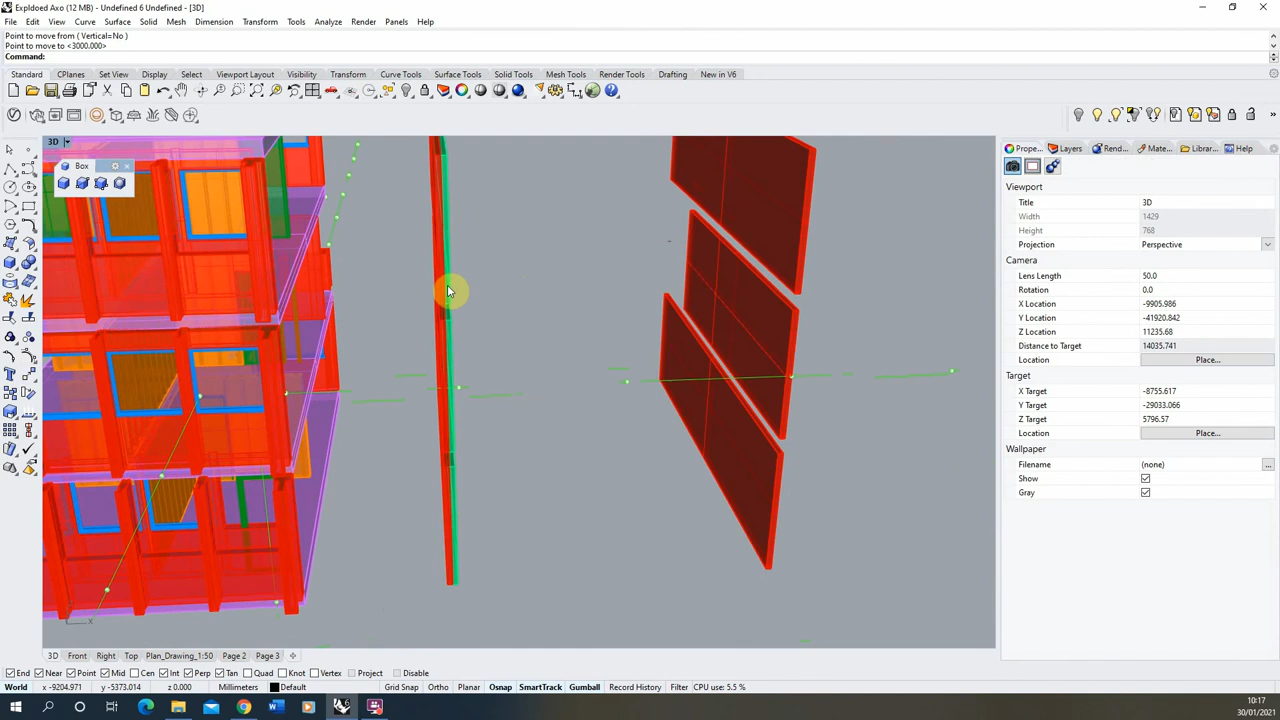 Expldoed Axo (12 MB) - Undefined 6 Undefined - [3D]
File Edit View Curve Surface Solid Mesh Dimension Transform Tools Analyze Render Panels Help
Point to move from ( Vertical=No )
Point to move to <3000.000>
Command:
Standard CPlanes Set View Display Select Viewport Layout Visibility Transform Curve Tools Surface Tools Solid Tools Mesh Tools Render Tools Drafting New in V6
3D
Box
Prope... Layers Rend... Mate... Librar... Help
Viewport
Title 3D
Width 1429
Height 768
Projection Perspective
Camera
Lens Length 50.0
Rotation 0.0
X Location -9905.986
Y Location -41920.842
Z Location 11235.68
Distance to Target 14035.741
Location Place...
Target
X Target -8755.617
Y Target -29033.066
Z Target 5796.57
Location Place...
Wallpaper
Filename (none) ...
Show
Gray
x
3D Front Right Top Plan_Drawing_1:50 Page 2 Page 3
End Near Point Mid Cen Int Perp Tan Quad Knot Vertex Project Disable
World x -9204.971 y -5373.014 z 0.000 Millimeters Default Grid Snap Ortho Planar Osnap SmartTrack Gumball Record History Filter CPU use: 5.5 %
10:17
30/01/2021